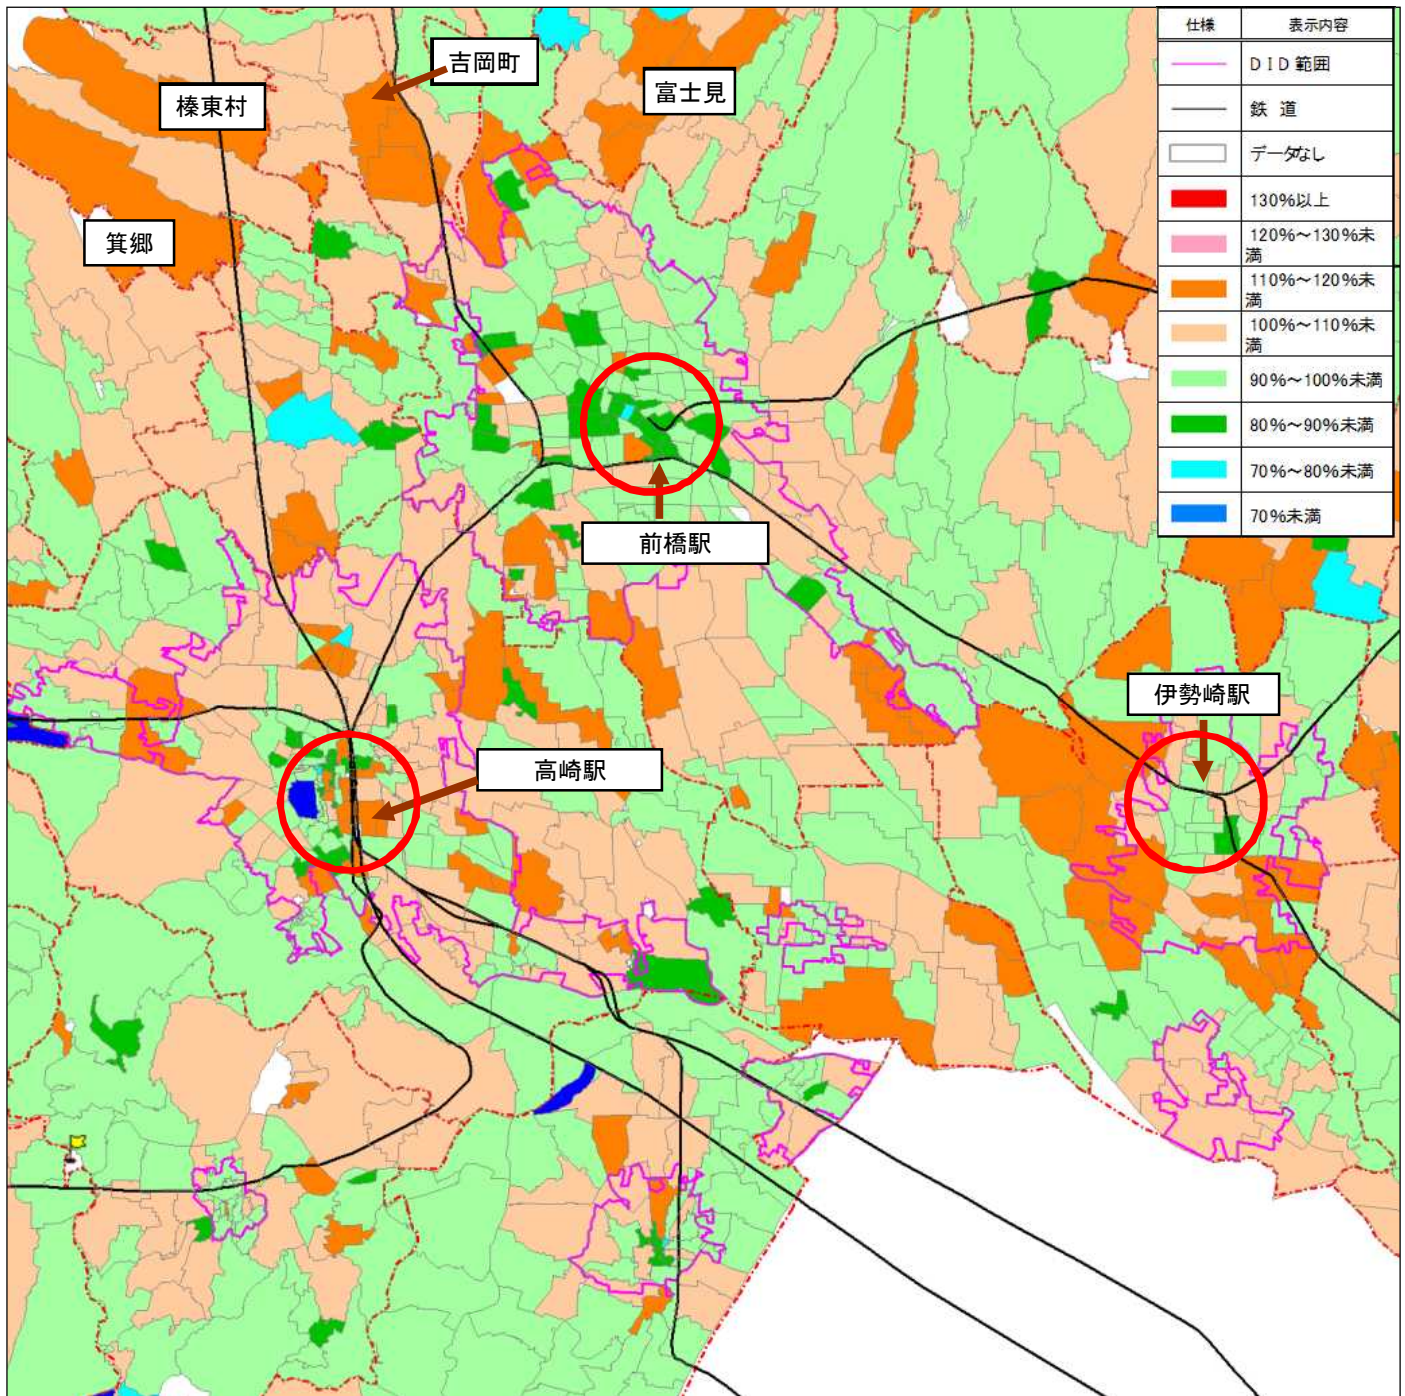 吉岡町
榛東村
富士見
箕郷
前橋駅
伊勢崎駅
高崎駅
仕様 表示内容
DID範囲
鉄 道
データなし
130%以上
120%~130%未
満
110%~120%未
満
100%~110%未
満
90%~100%未満
80%~90%未満
70%~80%未満
70%未満